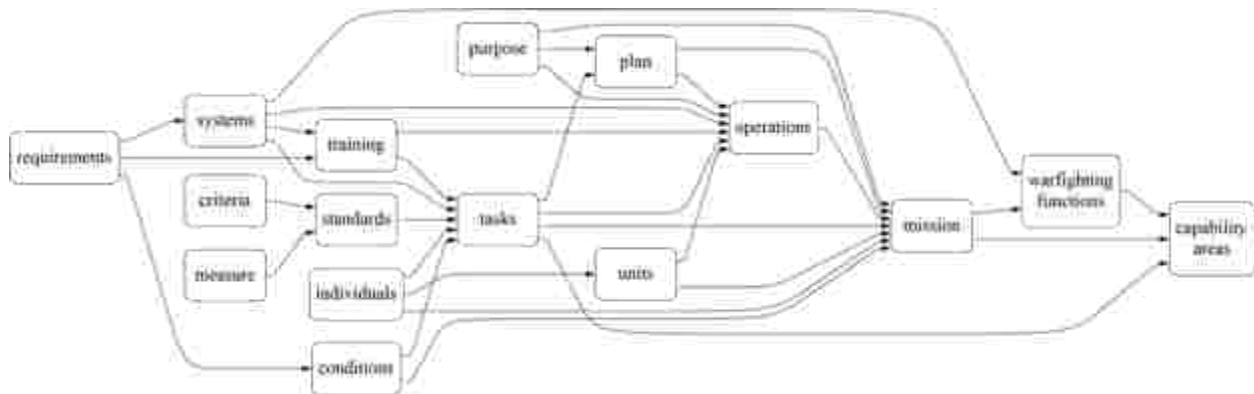 purpose
plan
systems
operations
training
requirements
warfighting
functions
criteria
standards
tasks
mission
capability
areas
measure
individuals
units
conditions